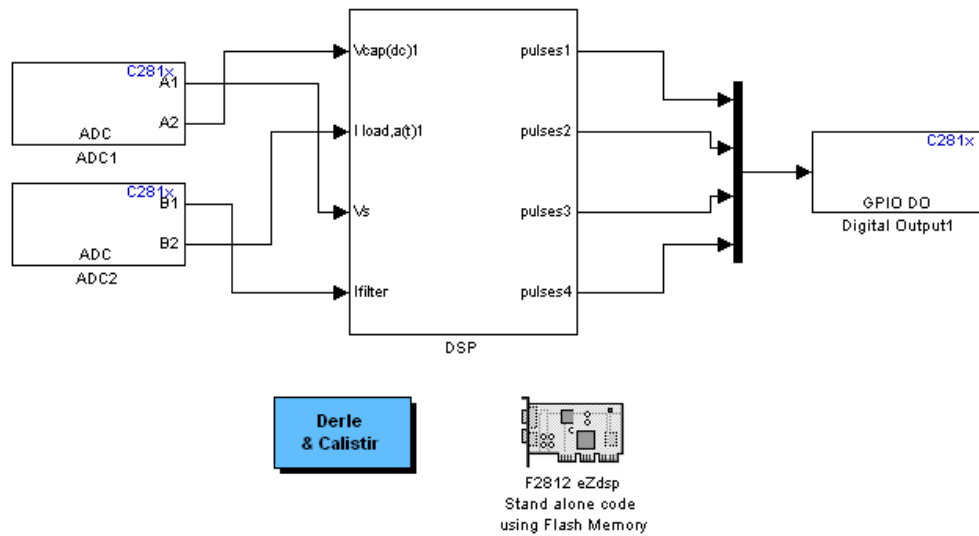 C281x
A1
A2
ADC
ADC1
C281x
B1
B2
ADC
ADC2
Vcap(dc)1
I load,a(t)1
Vs
Ifilter
pulses1
pulses2
pulses3
pulses4
DSP
C281x
GPIO DO
Digital Output1
Derle
& Calistir
F2812 eZdsp
Stand alone code
using Flash Memory